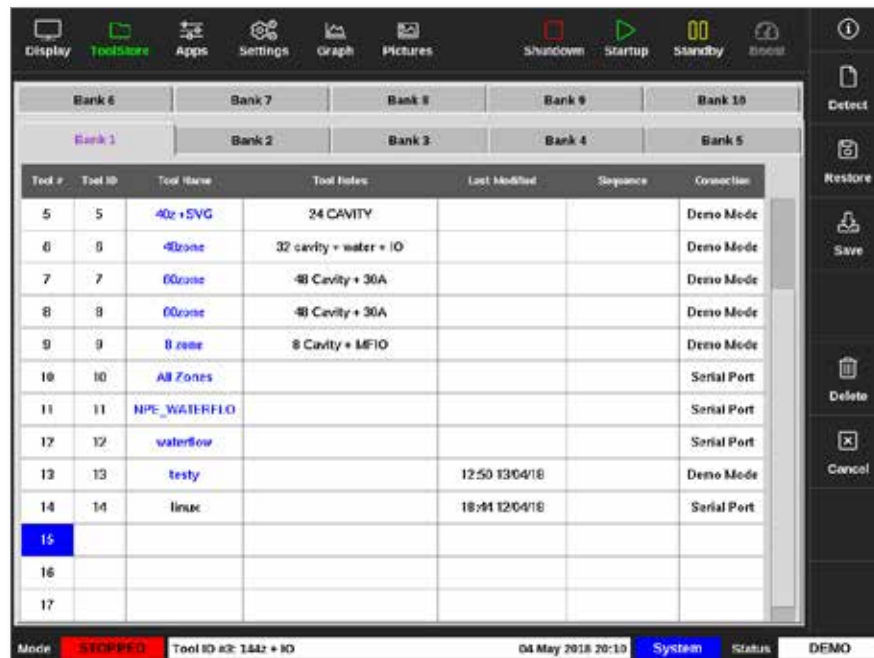 Display ToolStore Apps Settings Graph Pictures Shutdown Startup Standby Boost
Bank 6 Bank 7 Bank 8 Bank 9 Bank 10
Bank 1 Bank 2 Bank 3 Bank 4 Bank 5
Tool # Tool ID Tool Name Tool Notes Last Modified Sequence Connection
5 5 40z+SVG 24 CAVITY Demo Mode
6 6 40zone 32 cavity + water + IO Demo Mode
7 7 60zone 48 Cavity + 30A Demo Mode
8 8 60zone 48 Cavity + 30A Demo Mode
9 9 8 zone 8 Cavity + MFIO Demo Mode
10 10 All Zones Serial Port
11 11 NPE_WATERFLO Serial Port
12 12 waterflow Serial Port
13 13 testy 12:50 13/04/18 Demo Mode
14 14 linux 18:44 12/04/18 Serial Port
15
16
17
Detect
Restore
Save
Delete
Cancel
Mode STOPPED Tool ID #3: 144z + IO 04 May 2018 20:10 System Status DEMO